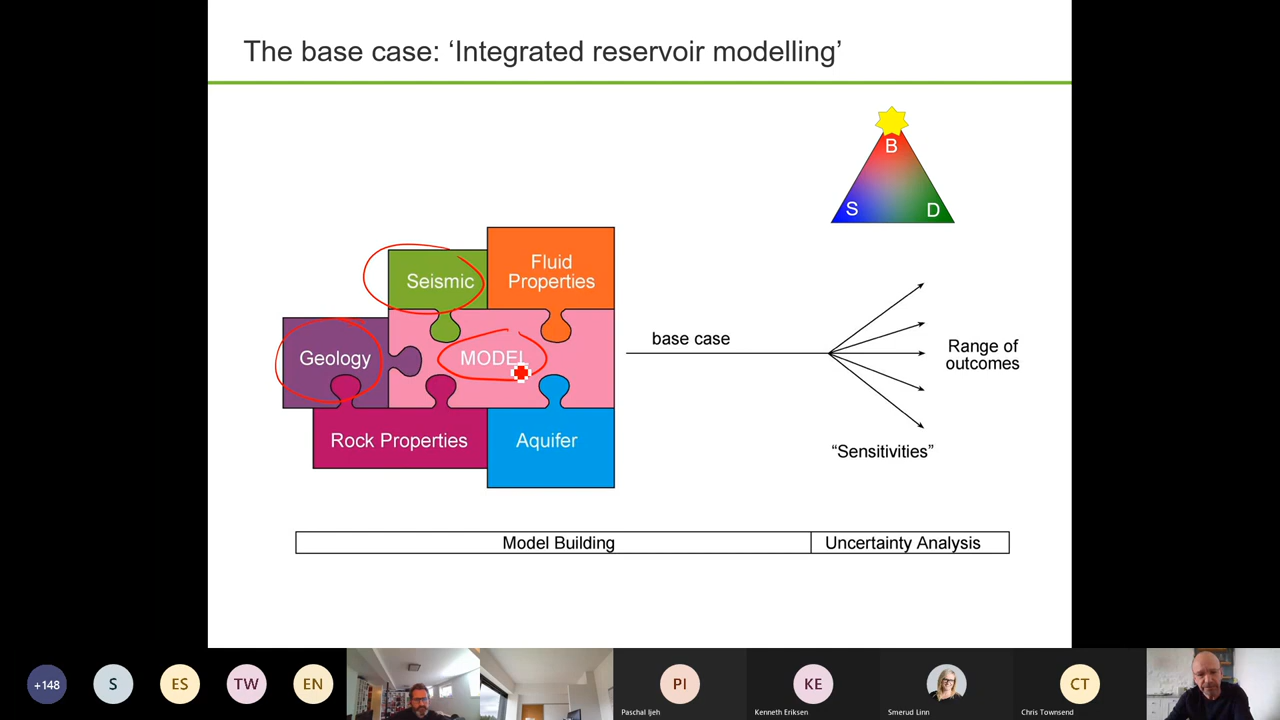 The base case: ‘Integrated reservoir modelling’
B
S
D
Fluid
Properties
Seismic
Geology
MODEL
Rock Properties
Aquifer
base case
Range of
outcomes
“Sensitivities”
Model Building
Uncertainty Analysis
+148
S
ES
TW
EN
PI
Paschal Ijeh
KE
Kenneth Eriksen
Smerud Linn
CT
Chris Townsend